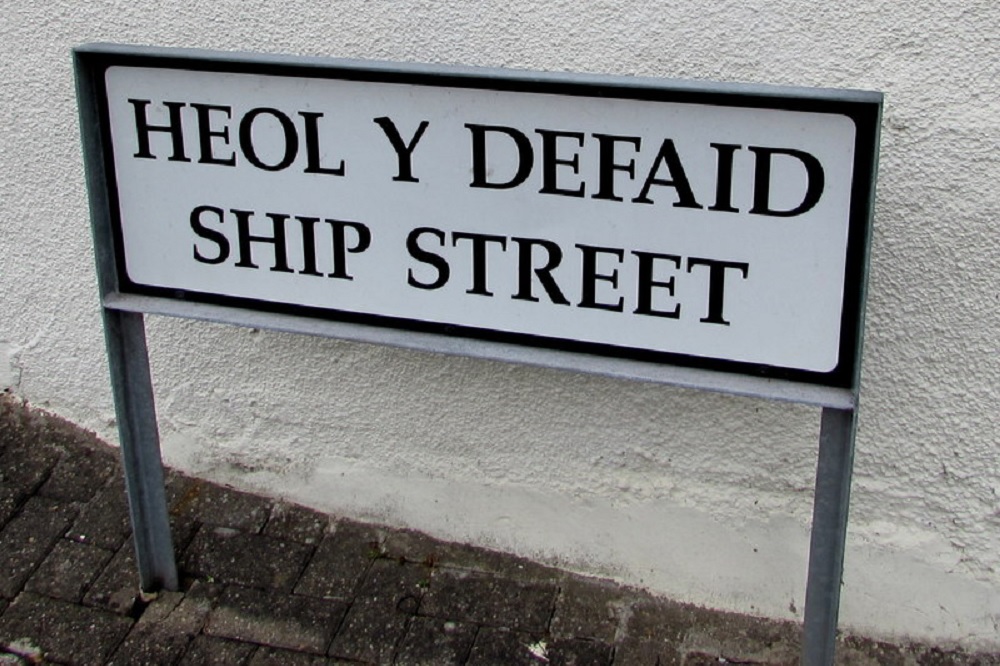 HEOL Y DEFAID
SHIP STREET